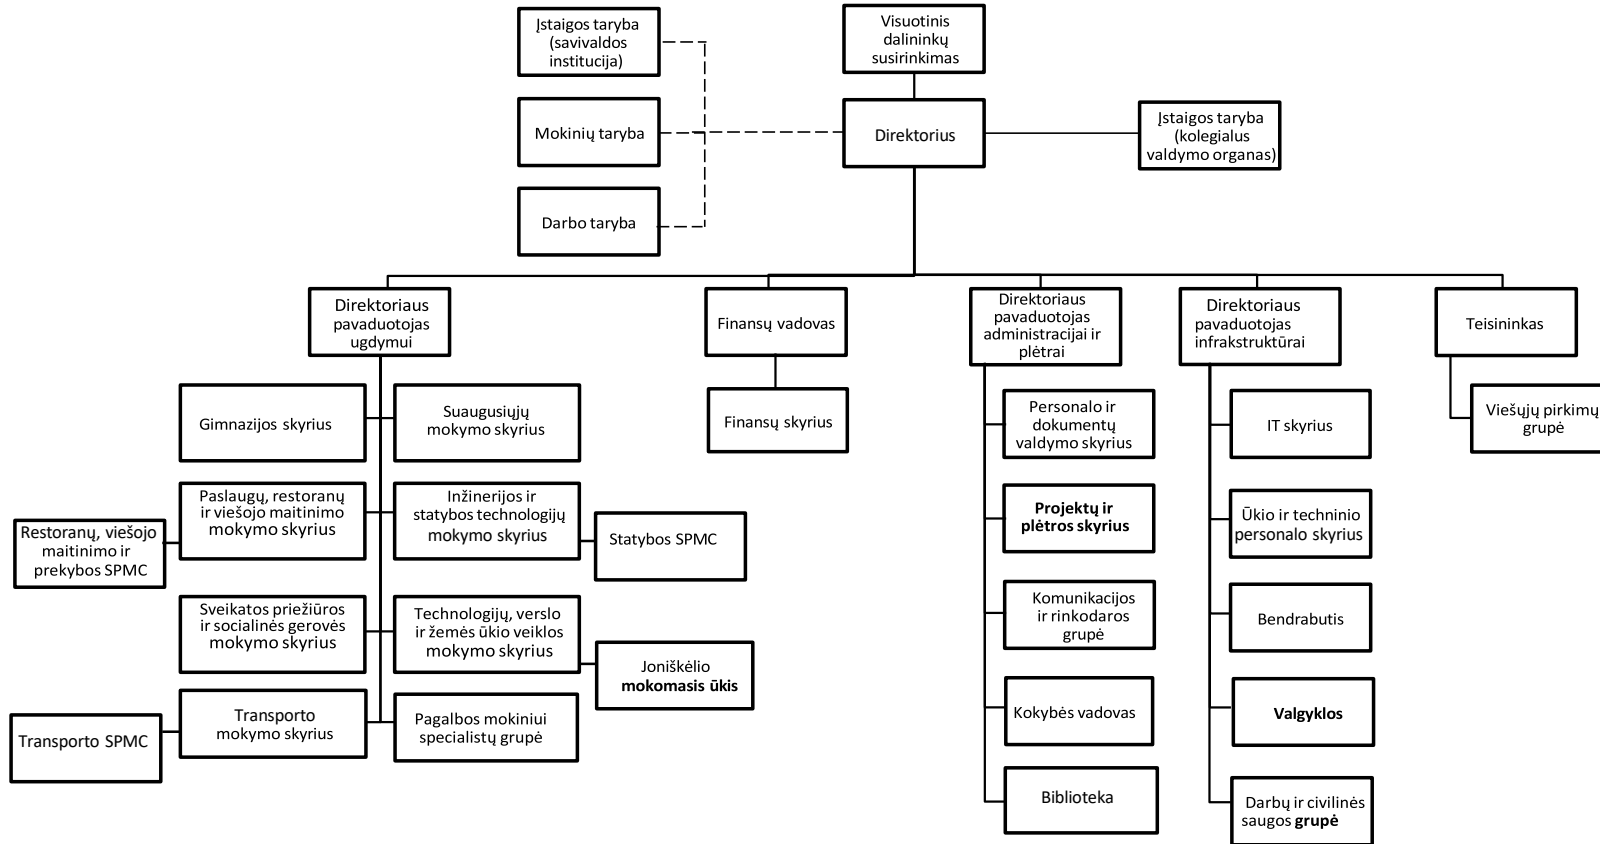 Įstaigos taryba
(savivaldos
institucija)
Visuotinis
dalininkų
susirinkimas
Mokinių taryba
Direktorius
Įstaigos taryba
(kolegialus
valdymo organas)
Darbo taryba
Direktoriaus
pavaduotojas
ugdymui
Finansų vadovas
Direktoriaus
pavaduotojas
administracijai ir
plėtrai
Direktoriaus
pavaduotojas
infrakstruktūrai
Teisininkas
Gimnazijos skyrius
Suaugusiųjų
mokymo skyrius
Finansų skyrius
Personalo ir
dokumentų
valdymo skyrius
IT skyrius
Viešųjų pirkimų
grupė
Restoranų, viešojo
maitinimo ir
prekybos SPMC
Paslaugų, restoranų
ir viešojo maitinimo
mokymo skyrius
Inžinerijos ir
statybos technologijų
mokymo skyrius
Statybos SPMC
Projektų ir
plėtros skyrius
Ūkio ir techninio
personalo skyrius
Sveikatos priežiūros
ir socialinės gerovės
mokymo skyrius
Technologijų, verslo
ir žemės ūkio veiklos
mokymo skyrius
Joniškėlio
mokomasis ūkis
Komunikacijos
ir rinkodaros
grupė
Bendrabutis
Transporto SPMC
Transporto
mokymo skyrius
Pagalbos mokiniui
specialistų grupė
Kokybės vadovas
Valgyklos
Biblioteka
Darbų ir civilinės
saugos grupė